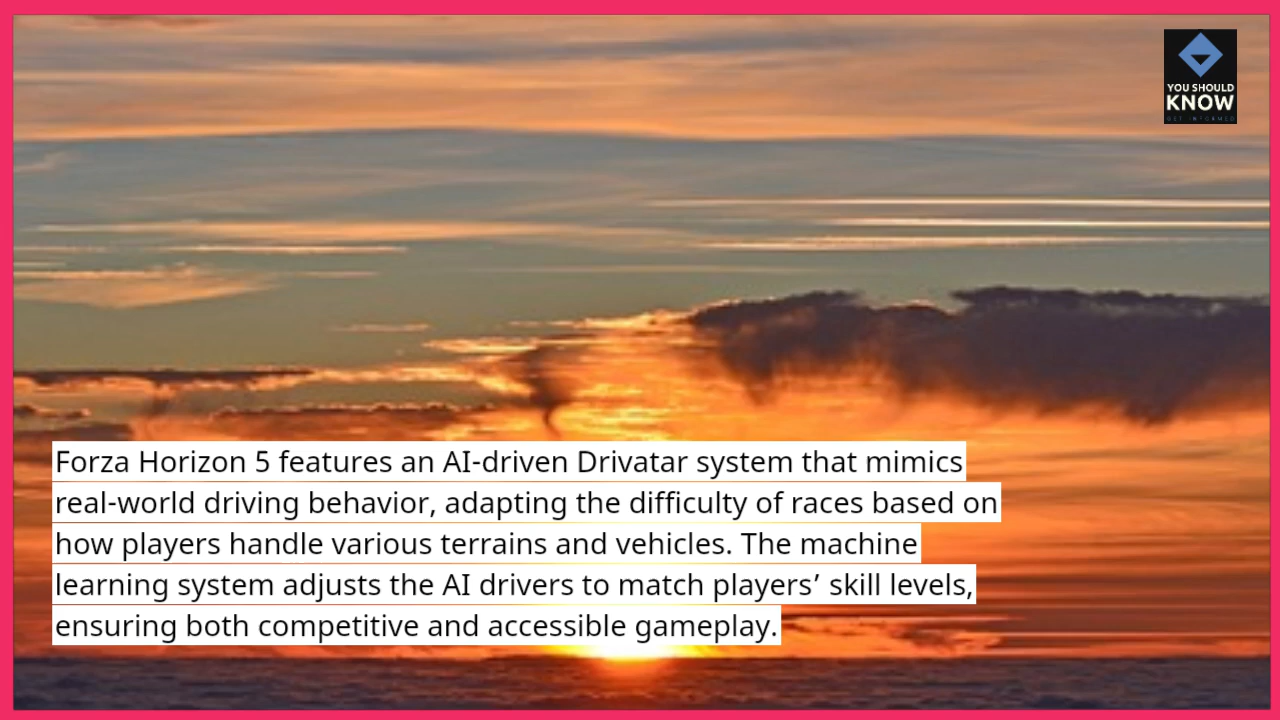 YOU SHOULD
KNOW
GET INFORMED
Forza Horizon 5 features an AI-driven Drivatar system that mimics
real-world driving behavior, adapting the difficulty of races based on
how players handle various terrains and vehicles. The machine
learning system adjusts the AI drivers to match players’ skill levels,
ensuring both competitive and accessible gameplay.